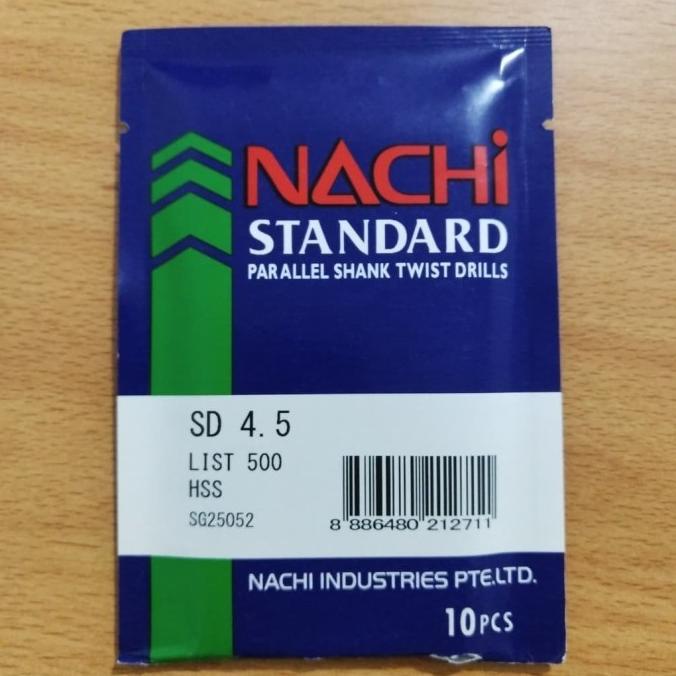 NACHi
STANDARD
PARALLEL SHANK TWIST DRILLS
SD 4.5
LIST 500
HSS
SG25052
8 886480 212711
NACHI INDUSTRIES PTE.LTD.
10PCS